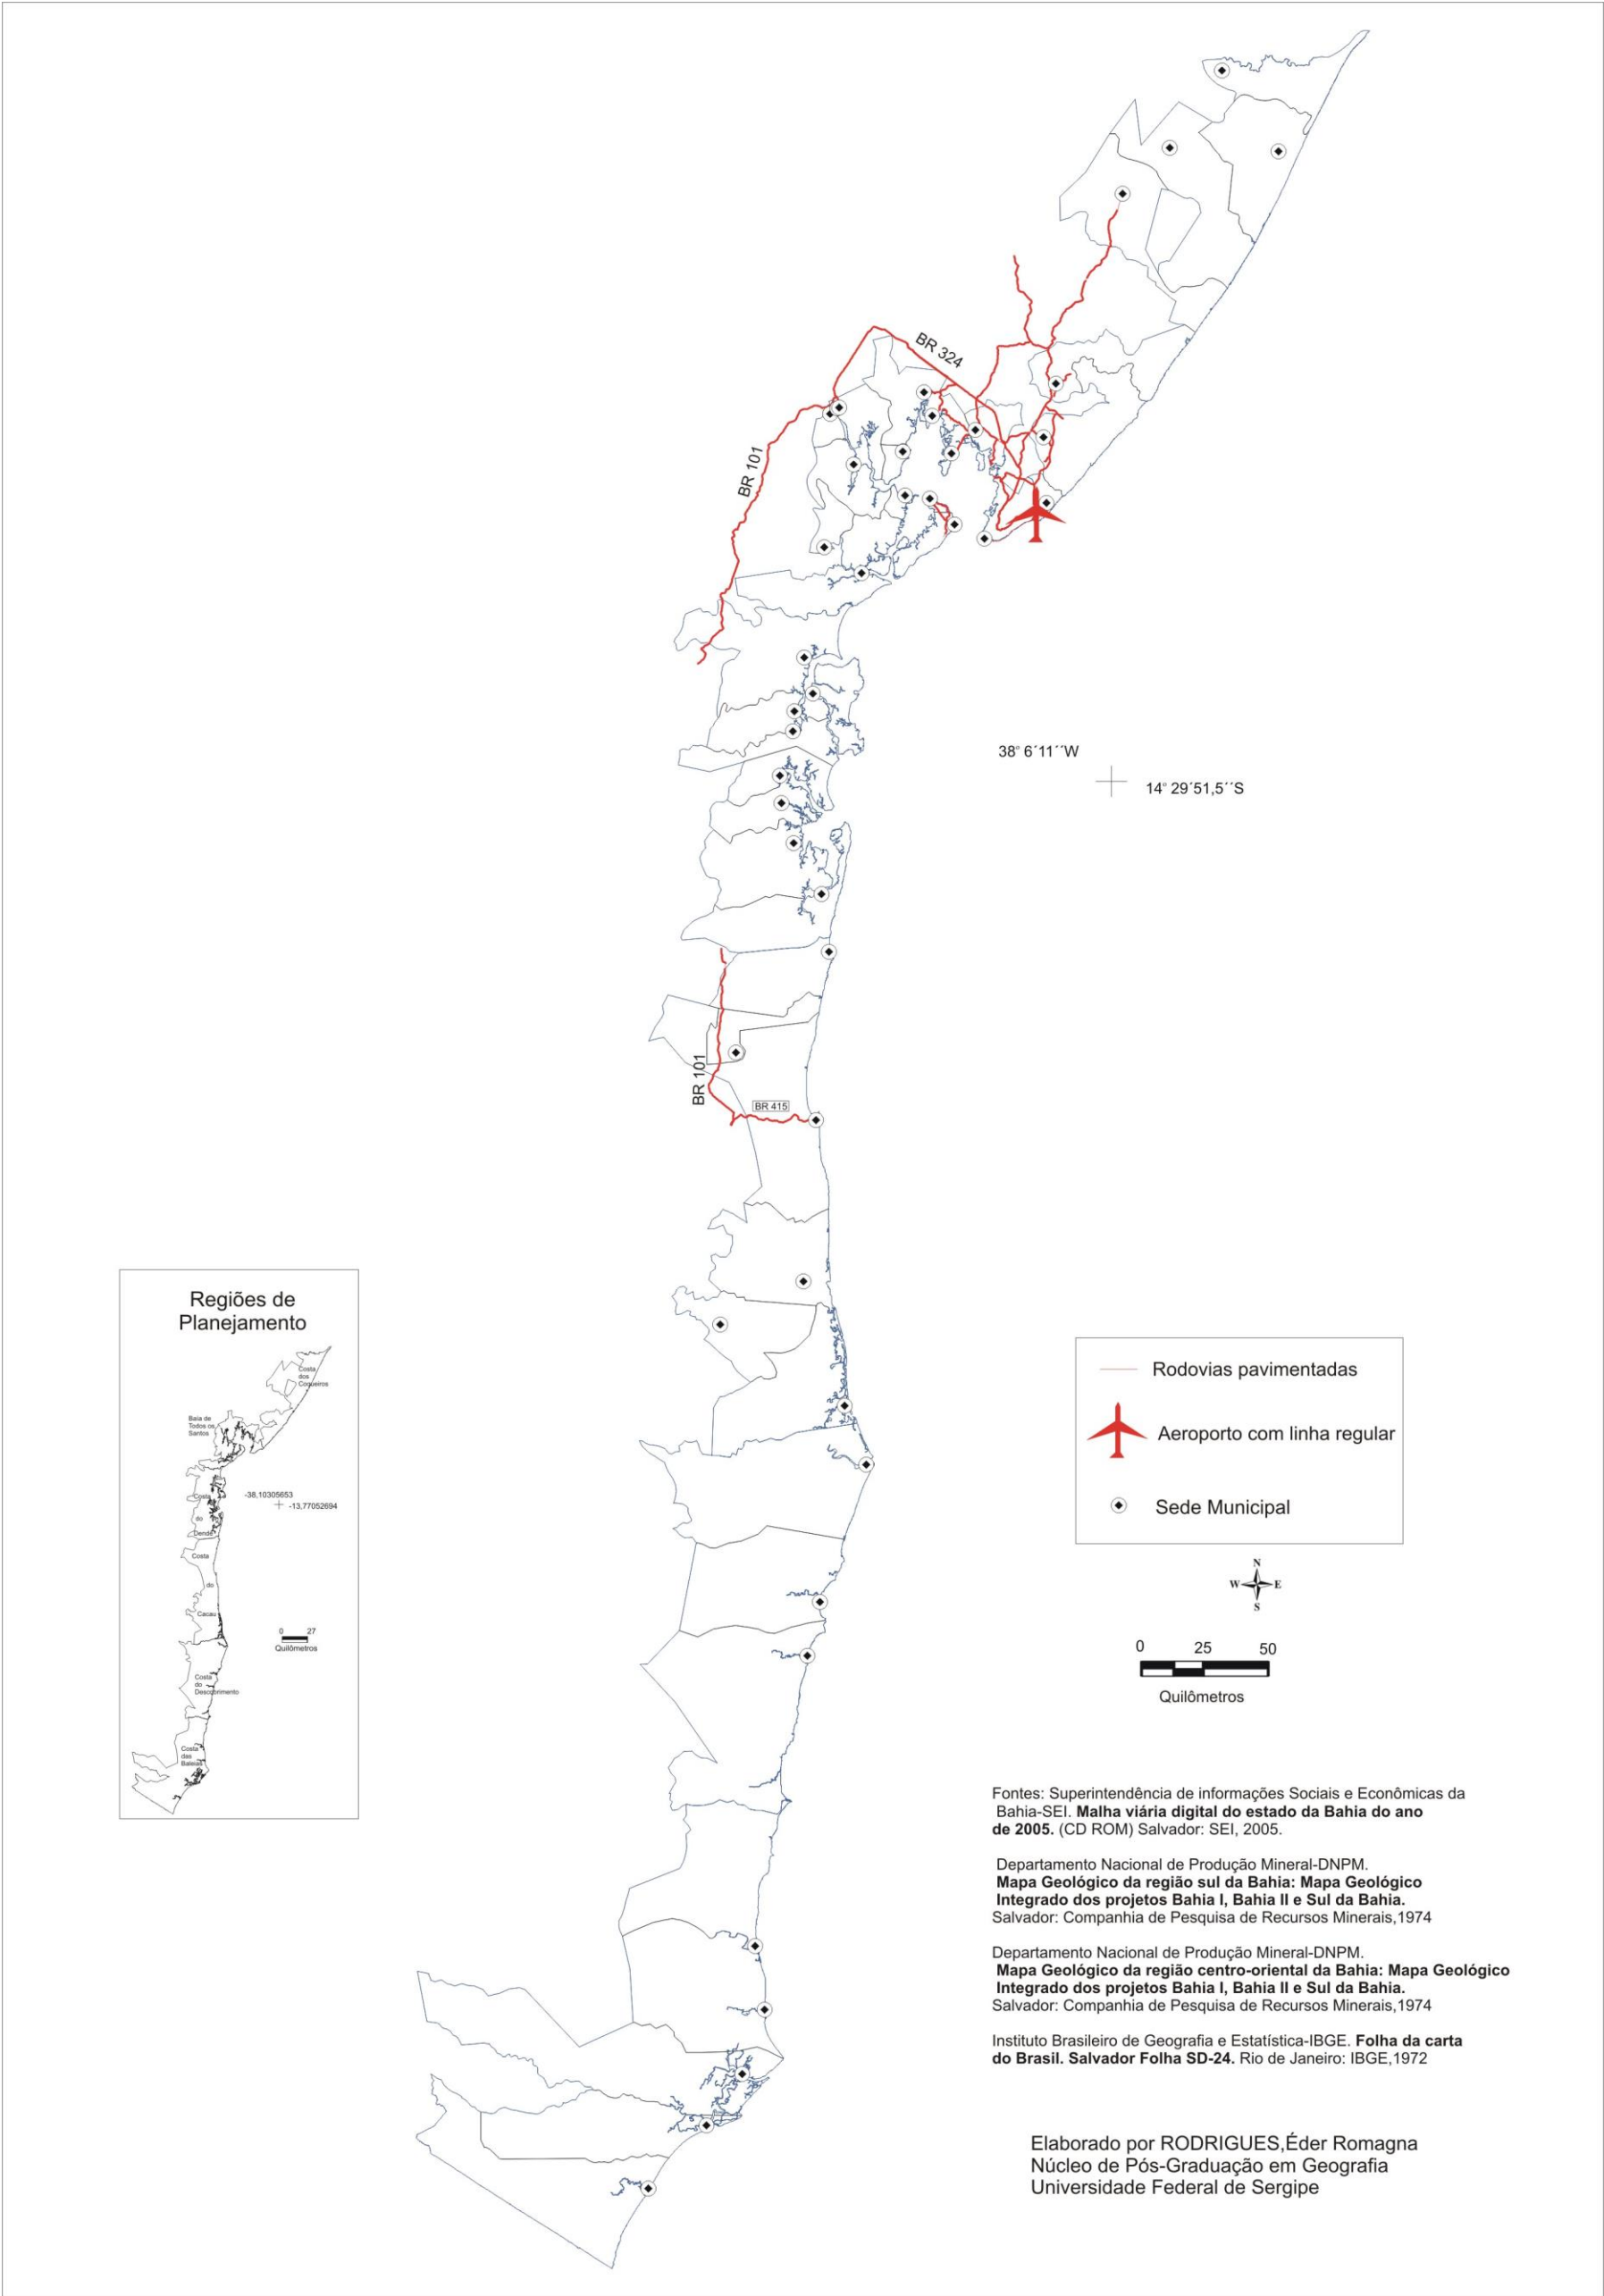 BR 324
BR 101
38° 6´11´´W
14° 29´51,5´´S
BR 101
BR 415
Regiões de
Planejamento
Costa
dos
Coqueiros
Baia de
Todos os
Santos
-38,10305653
-13,77052694
Costa
do
Dendê
Costa
do
Cacau
0 27
Quilômetros
Costa
do
Descobrimento
Costa
das
Baleias
Rodovias pavimentadas
Aeroporto com linha regular
Sede Municipal
N
W E
S
0 25 50
Quilômetros
Fontes: Superintendência de informações Sociais e Econômicas da
Bahia-SEI. Malha viária digital do estado da Bahia do ano
de 2005. (CD ROM) Salvador: SEI, 2005.
Departamento Nacional de Produção Mineral-DNPM.
Mapa Geológico da região sul da Bahia: Mapa Geológico
Integrado dos projetos Bahia I, Bahia II e Sul da Bahia.
Salvador: Companhia de Pesquisa de Recursos Minerais,1974
Departamento Nacional de Produção Mineral-DNPM.
Mapa Geológico da região centro-oriental da Bahia: Mapa Geológico
Integrado dos projetos Bahia I, Bahia II e Sul da Bahia.
Salvador: Companhia de Pesquisa de Recursos Minerais,1974
Instituto Brasileiro de Geografia e Estatística-IBGE. Folha da carta
do Brasil. Salvador Folha SD-24. Rio de Janeiro: IBGE,1972
Elaborado por RODRIGUES,Éder Romagna
Núcleo de Pós-Graduação em Geografia
Universidade Federal de Sergipe